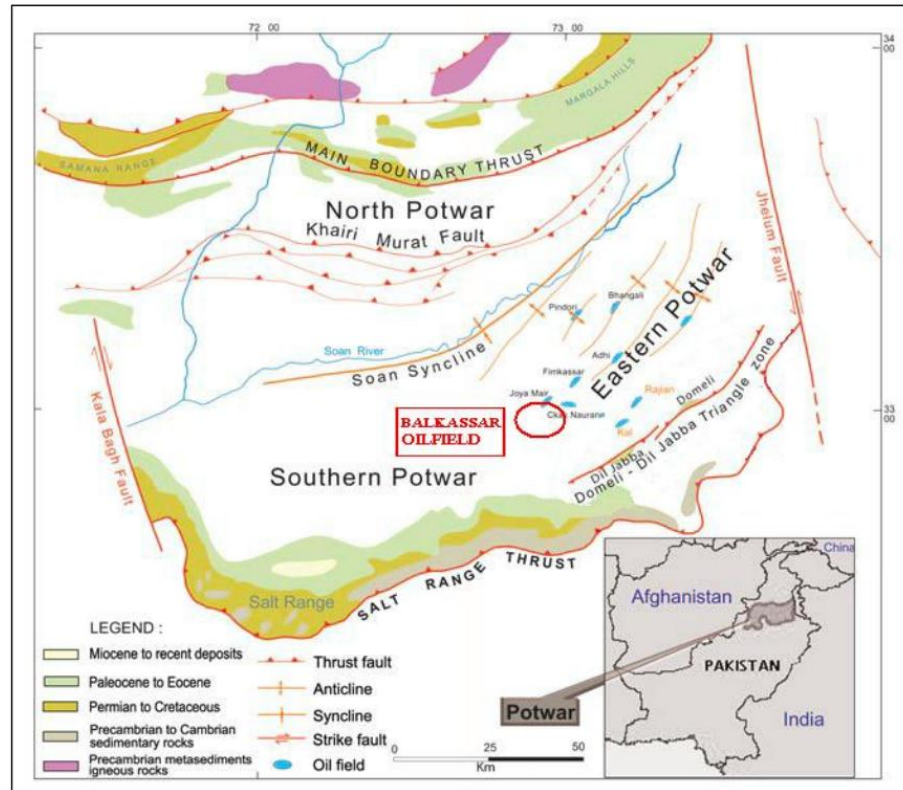 72 00
73 00
34
00
MARGALA HILLS
SAMANA RANGE
MAIN BOUNDARY THRUST
North Potwar
Khairi Murat Fault
Jhelum Fault
Eastern Potwar
Pindori
Bhangali
Soan River
Soan Syncline
Adhi
Fimkassar
Joya Mair
Rajian
Domeli
Ckak Naurang
Kal
33
00
BALKASSAR
OILFIELD
Kala Bagh Fault
Dil Jabba
Domeli - Dil Jabba Triangle zone
Southern Potwar
SALT RANGE THRUST
Salt Range
China
Afghanistan
PAKISTAN
India
Potwar
LEGEND :
Miocene to recent deposits
Paleocene to Eocene
Permian to Cretaceous
Precambrian to Cambrian
sedimentary rocks
Precambrian metasediments
igneous rocks
Thrust fault
Anticline
Syncline
Strike fault
Oil field
0 25 50
Km